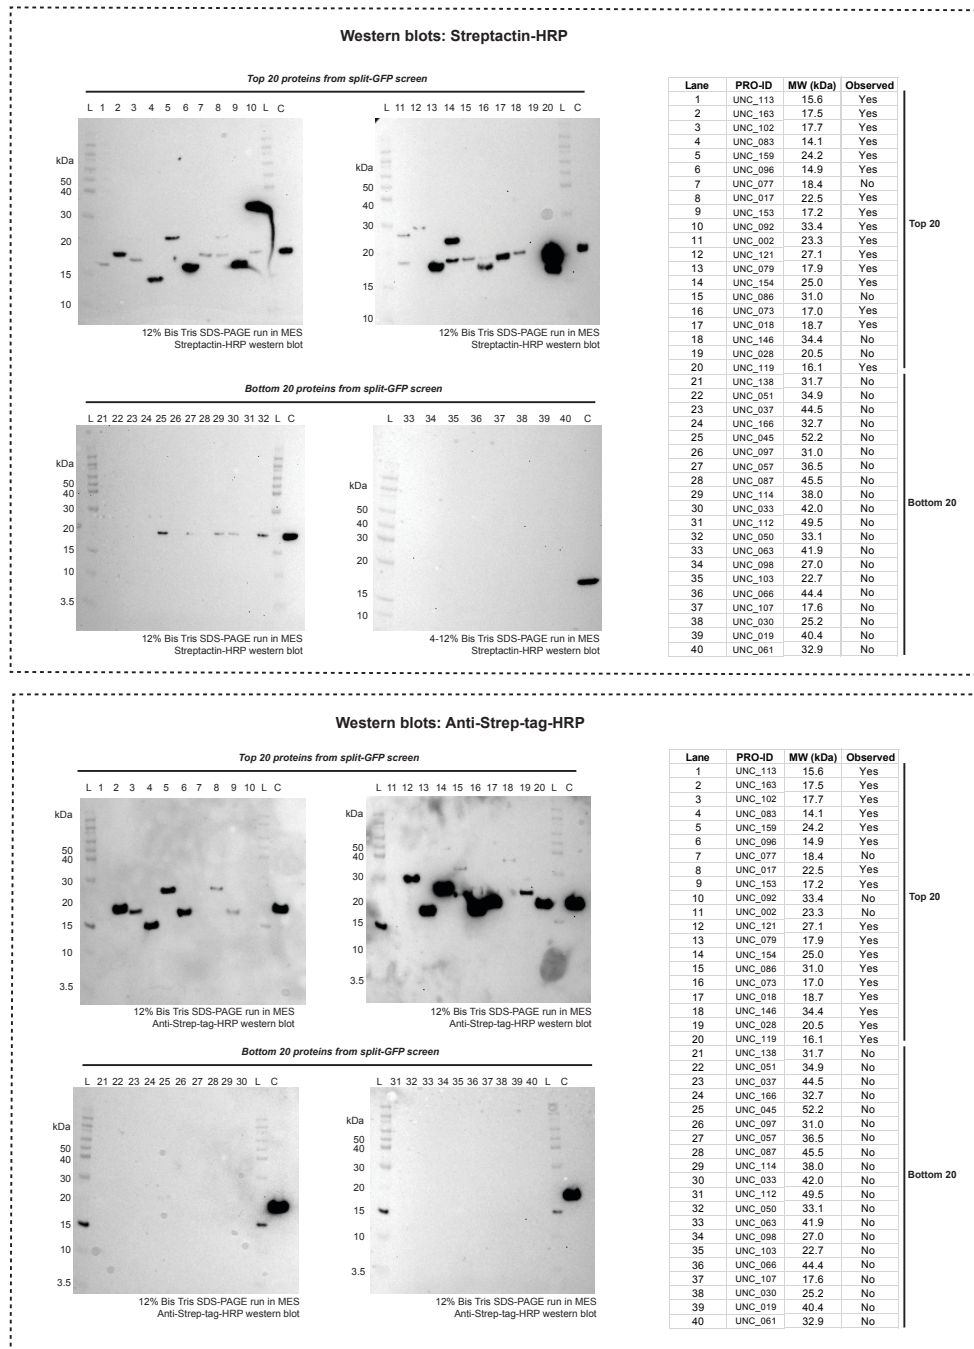 Western blots: Streptactin-HRP
Top 20 proteins from split-GFP screen
L 1 2 3 4 5 6 7 8 9 10 L C
kDa
50
40
30
20
15
10
12% Bis Tris SDS-PAGE run in MES
Streptactin-HRP western blot
L 11 12 13 14 15 16 17 18 19 20 L C
kDa
50
40
30
20
15
10
12% Bis Tris SDS-PAGE run in MES
Streptactin-HRP western blot
Bottom 20 proteins from split-GFP screen
L 21 22 23 24 25 26 27 28 29 30 31 32 L C
kDa
50
40
30
20
15
10
3.5
12% Bis Tris SDS-PAGE run in MES
Streptactin-HRP western blot
L 33 34 35 36 37 38 39 40 C
kDa
50
40
30
20
15
10
4-12% Bis Tris SDS-PAGE run in MES
Streptactin-HRP western blot
Lane PRO-ID MW (kDa) Observed
1 UNC_113 15.6 Yes
2 UNC_163 17.5 Yes
3 UNC_102 17.7 Yes
4 UNC_083 14.1 Yes
5 UNC_159 24.2 Yes
6 UNC_096 14.9 Yes
7 UNC_077 18.4 No
8 UNC_017 22.5 Yes
9 UNC_153 17.2 Yes
10 UNC_092 33.4 Yes
11 UNC_002 23.3 Yes
12 UNC_121 27.1 Yes
13 UNC_079 17.9 Yes
14 UNC_154 25.0 Yes
15 UNC_086 31.0 No
16 UNC_073 17.0 Yes
17 UNC_018 18.7 Yes
18 UNC_146 34.4 No
19 UNC_028 20.5 No
20 UNC_119 16.1 Yes
21 UNC_138 31.7 No
22 UNC_051 34.9 No
23 UNC_037 44.5 No
24 UNC_166 32.7 No
25 UNC_045 52.2 No
26 UNC_097 31.0 No
27 UNC_057 36.5 No
28 UNC_087 45.5 No
29 UNC_114 38.0 No
30 UNC_033 42.0 No
31 UNC_112 49.5 No
32 UNC_050 33.1 No
33 UNC_063 41.9 No
34 UNC_098 27.0 No
35 UNC_103 22.7 No
36 UNC_066 44.4 No
37 UNC_107 17.6 No
38 UNC_030 25.2 No
39 UNC_019 40.4 No
40 UNC_061 32.9 No
Top 20
Bottom 20
Western blots: Anti-Strep-tag-HRP
Top 20 proteins from split-GFP screen
L 1 2 3 4 5 6 7 8 9 10 L C
kDa
50
40
30
20
15
10
3.5
12% Bis Tris SDS-PAGE run in MES
Anti-Strep-tag-HRP western blot
L 11 12 13 14 15 16 17 18 19 20 L C
kDa
50
40
30
20
15
10
3.5
12% Bis Tris SDS-PAGE run in MES
Anti-Strep-tag-HRP western blot
Bottom 20 proteins from split-GFP screen
L 21 22 23 24 25 26 27 28 29 30 L C
kDa
50
40
30
20
15
10
3.5
12% Bis Tris SDS-PAGE run in MES
Anti-Strep-tag-HRP western blot
L 31 32 33 34 35 36 37 38 39 40 L C
kDa
50
40
30
20
15
10
3.5
12% Bis Tris SDS-PAGE run in MES
Anti-Strep-tag-HRP western blot
Lane PRO-ID MW (kDa) Observed
1 UNC_113 15.6 Yes
2 UNC_163 17.5 Yes
3 UNC_102 17.7 Yes
4 UNC_083 14.1 Yes
5 UNC_159 24.2 Yes
6 UNC_096 14.9 Yes
7 UNC_077 18.4 No
8 UNC_017 22.5 Yes
9 UNC_153 17.2 Yes
10 UNC_092 33.4 No
11 UNC_002 23.3 No
12 UNC_121 27.1 Yes
13 UNC_079 17.9 Yes
14 UNC_154 25.0 Yes
15 UNC_086 31.0 Yes
16 UNC_073 17.0 Yes
17 UNC_018 18.7 Yes
18 UNC_146 34.4 Yes
19 UNC_028 20.5 Yes
20 UNC_119 16.1 Yes
21 UNC_138 31.7 No
22 UNC_051 34.9 No
23 UNC_037 44.5 No
24 UNC_166 32.7 No
25 UNC_045 52.2 No
26 UNC_097 31.0 No
27 UNC_057 36.5 No
28 UNC_087 45.5 No
29 UNC_114 38.0 No
30 UNC_033 42.0 No
31 UNC_112 49.5 No
32 UNC_050 33.1 No
33 UNC_063 41.9 No
34 UNC_098 27.0 No
35 UNC_103 22.7 No
36 UNC_066 44.4 No
37 UNC_107 17.6 No
38 UNC_030 25.2 No
39 UNC_019 40.4 No
40 UNC_061 32.9 No
Top 20
Bottom 20